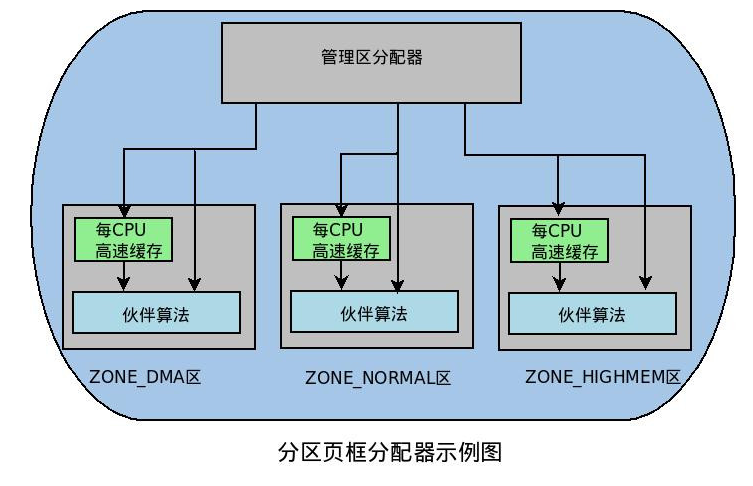 管理区分配器
每CPU
高速缓存
每CPU
高速缓存
每CPU
高速缓存
伙伴算法
伙伴算法
伙伴算法
ZONE_DMA区
ZONE_NORMAL区
ZONE_HIGHMEM区
分区页框分配器示例图